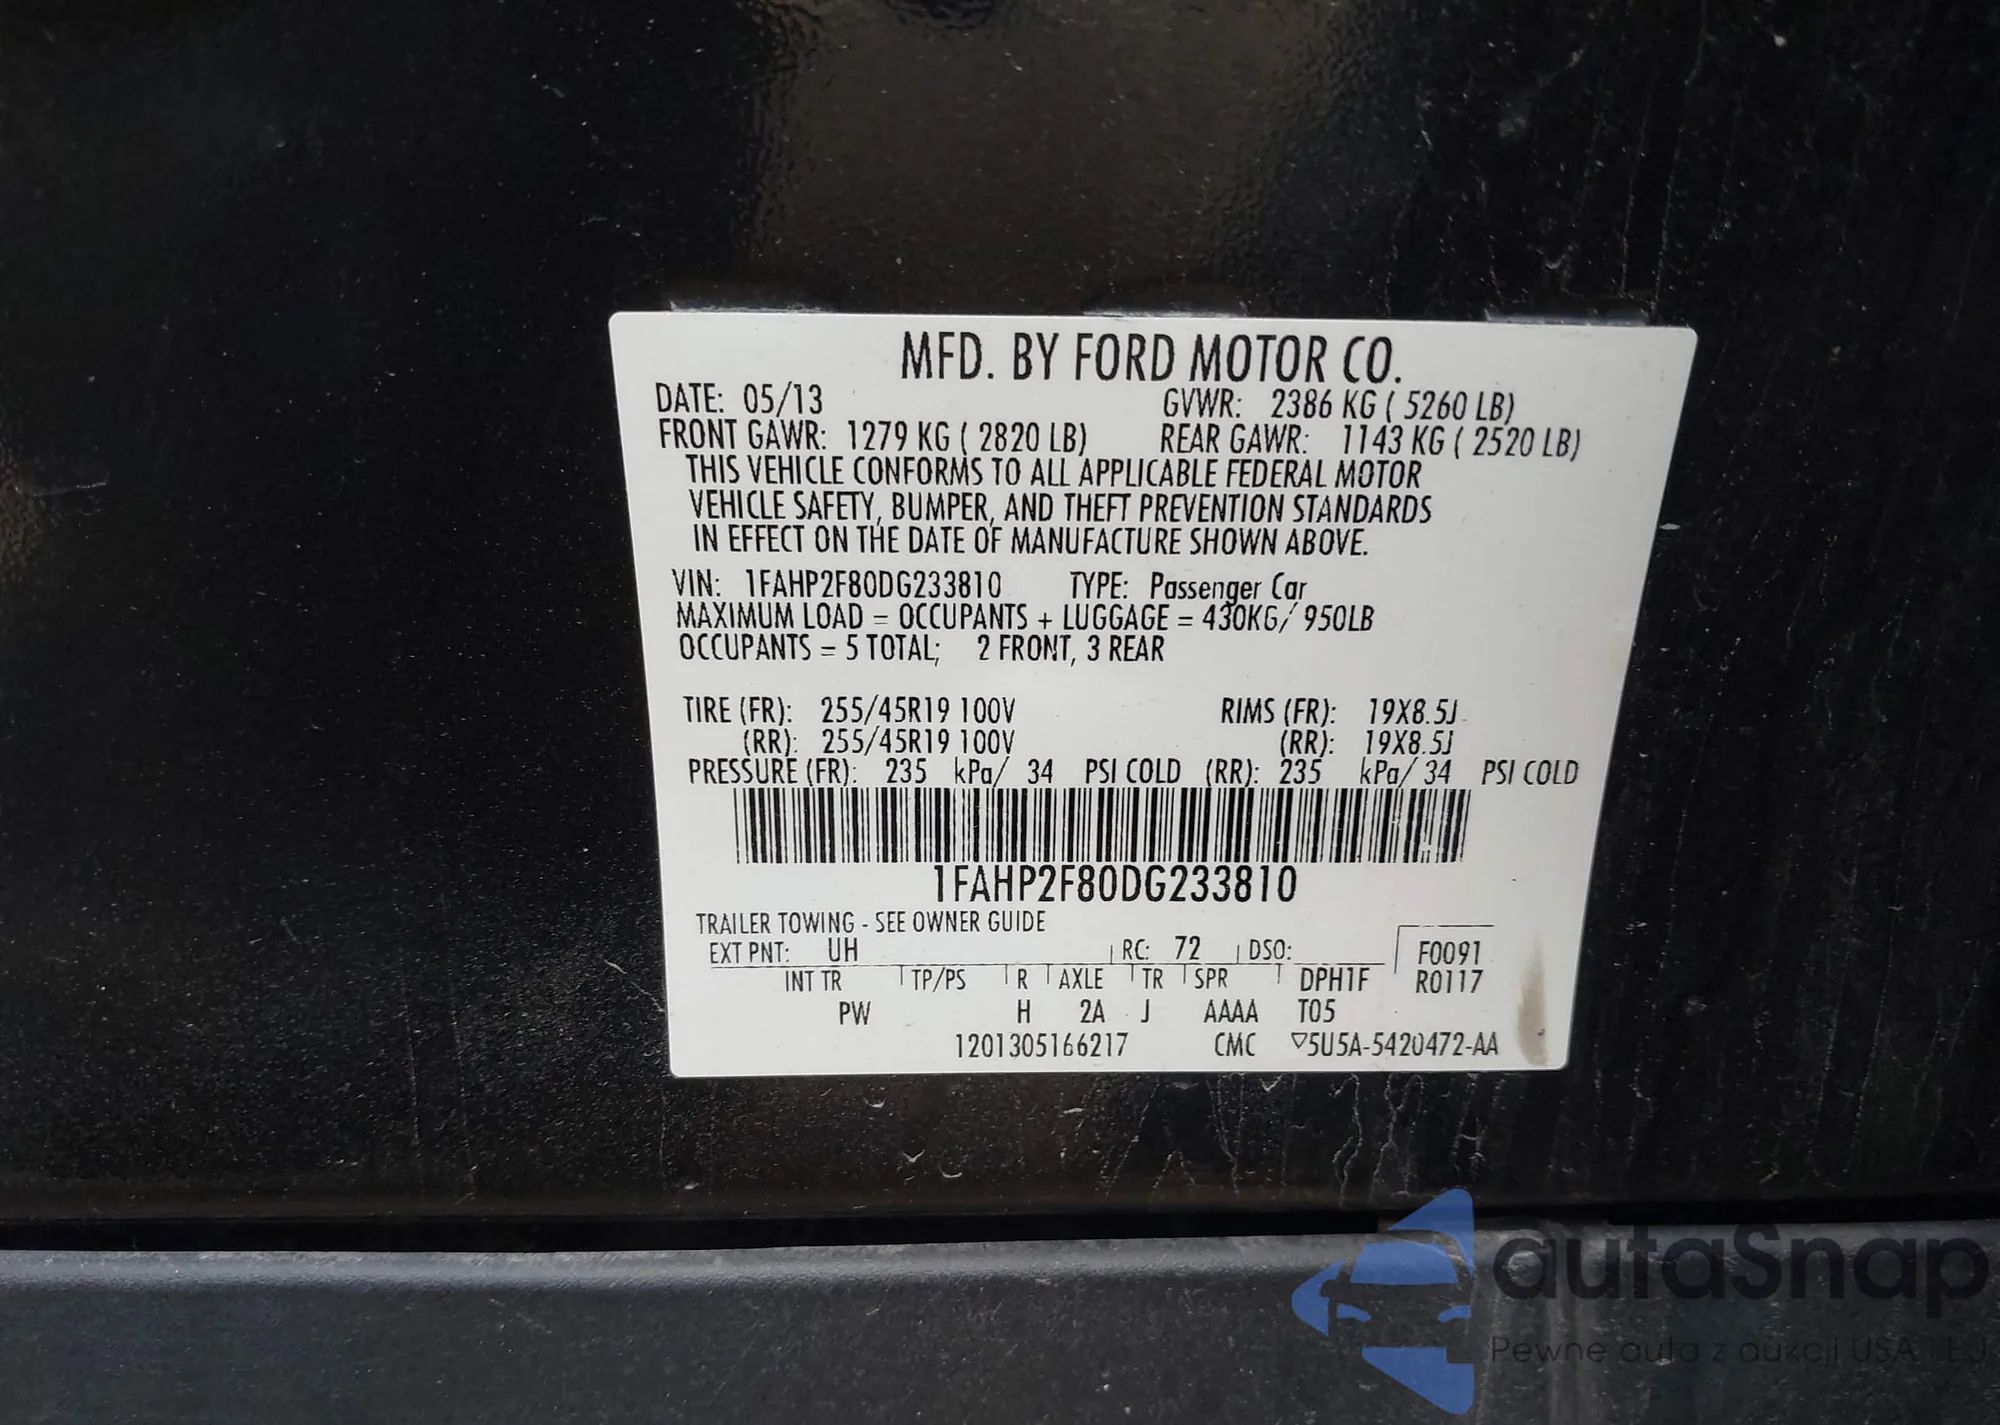 MFD. BY FORD MOTOR CO.
DATE: 05/13 GVWR: 2386 KG ( 5260 LB)
FRONT GAWR: 1279 KG ( 2820 LB) REAR GAWR: 1143 KG ( 2520 LB)
THIS VEHICLE CONFORMS TO ALL APPLICABLE FEDERAL MOTOR
VEHICLE SAFETY, BUMPER, AND THEFT PREVENTION STANDARDS
IN EFFECT ON THE DATE OF MANUFACTURE SHOWN ABOVE.
VIN: 1FAHP2F80DG233810 TYPE: Passenger Car
MAXIMUM LOAD = OCCUPANTS + LUGGAGE = 430KG/ 950LB
OCCUPANTS = 5 TOTAL; 2 FRONT, 3 REAR
TIRE (FR): 255/45R19 100V RIMS (FR): 19X8.5J
(RR): 255/45R19 100V (RR): 19X8.5J
PRESSURE (FR): 235 kPa/ 34 PSI COLD (RR): 235 kPa/ 34 PSI COLD
1FAHP2F80DG233810
TRAILER TOWING - SEE OWNER GUIDE
EXT PNT: UH RC: 72 DSO: F0091
INT TR TP/PS R AXLE TR SPR DPH1F R0117
PW H 2A J AAAA T05
1201305166217 CMC ▽5U5A-5420472-AA
autaSnap
Pewne auta z aukcji USA i EJ